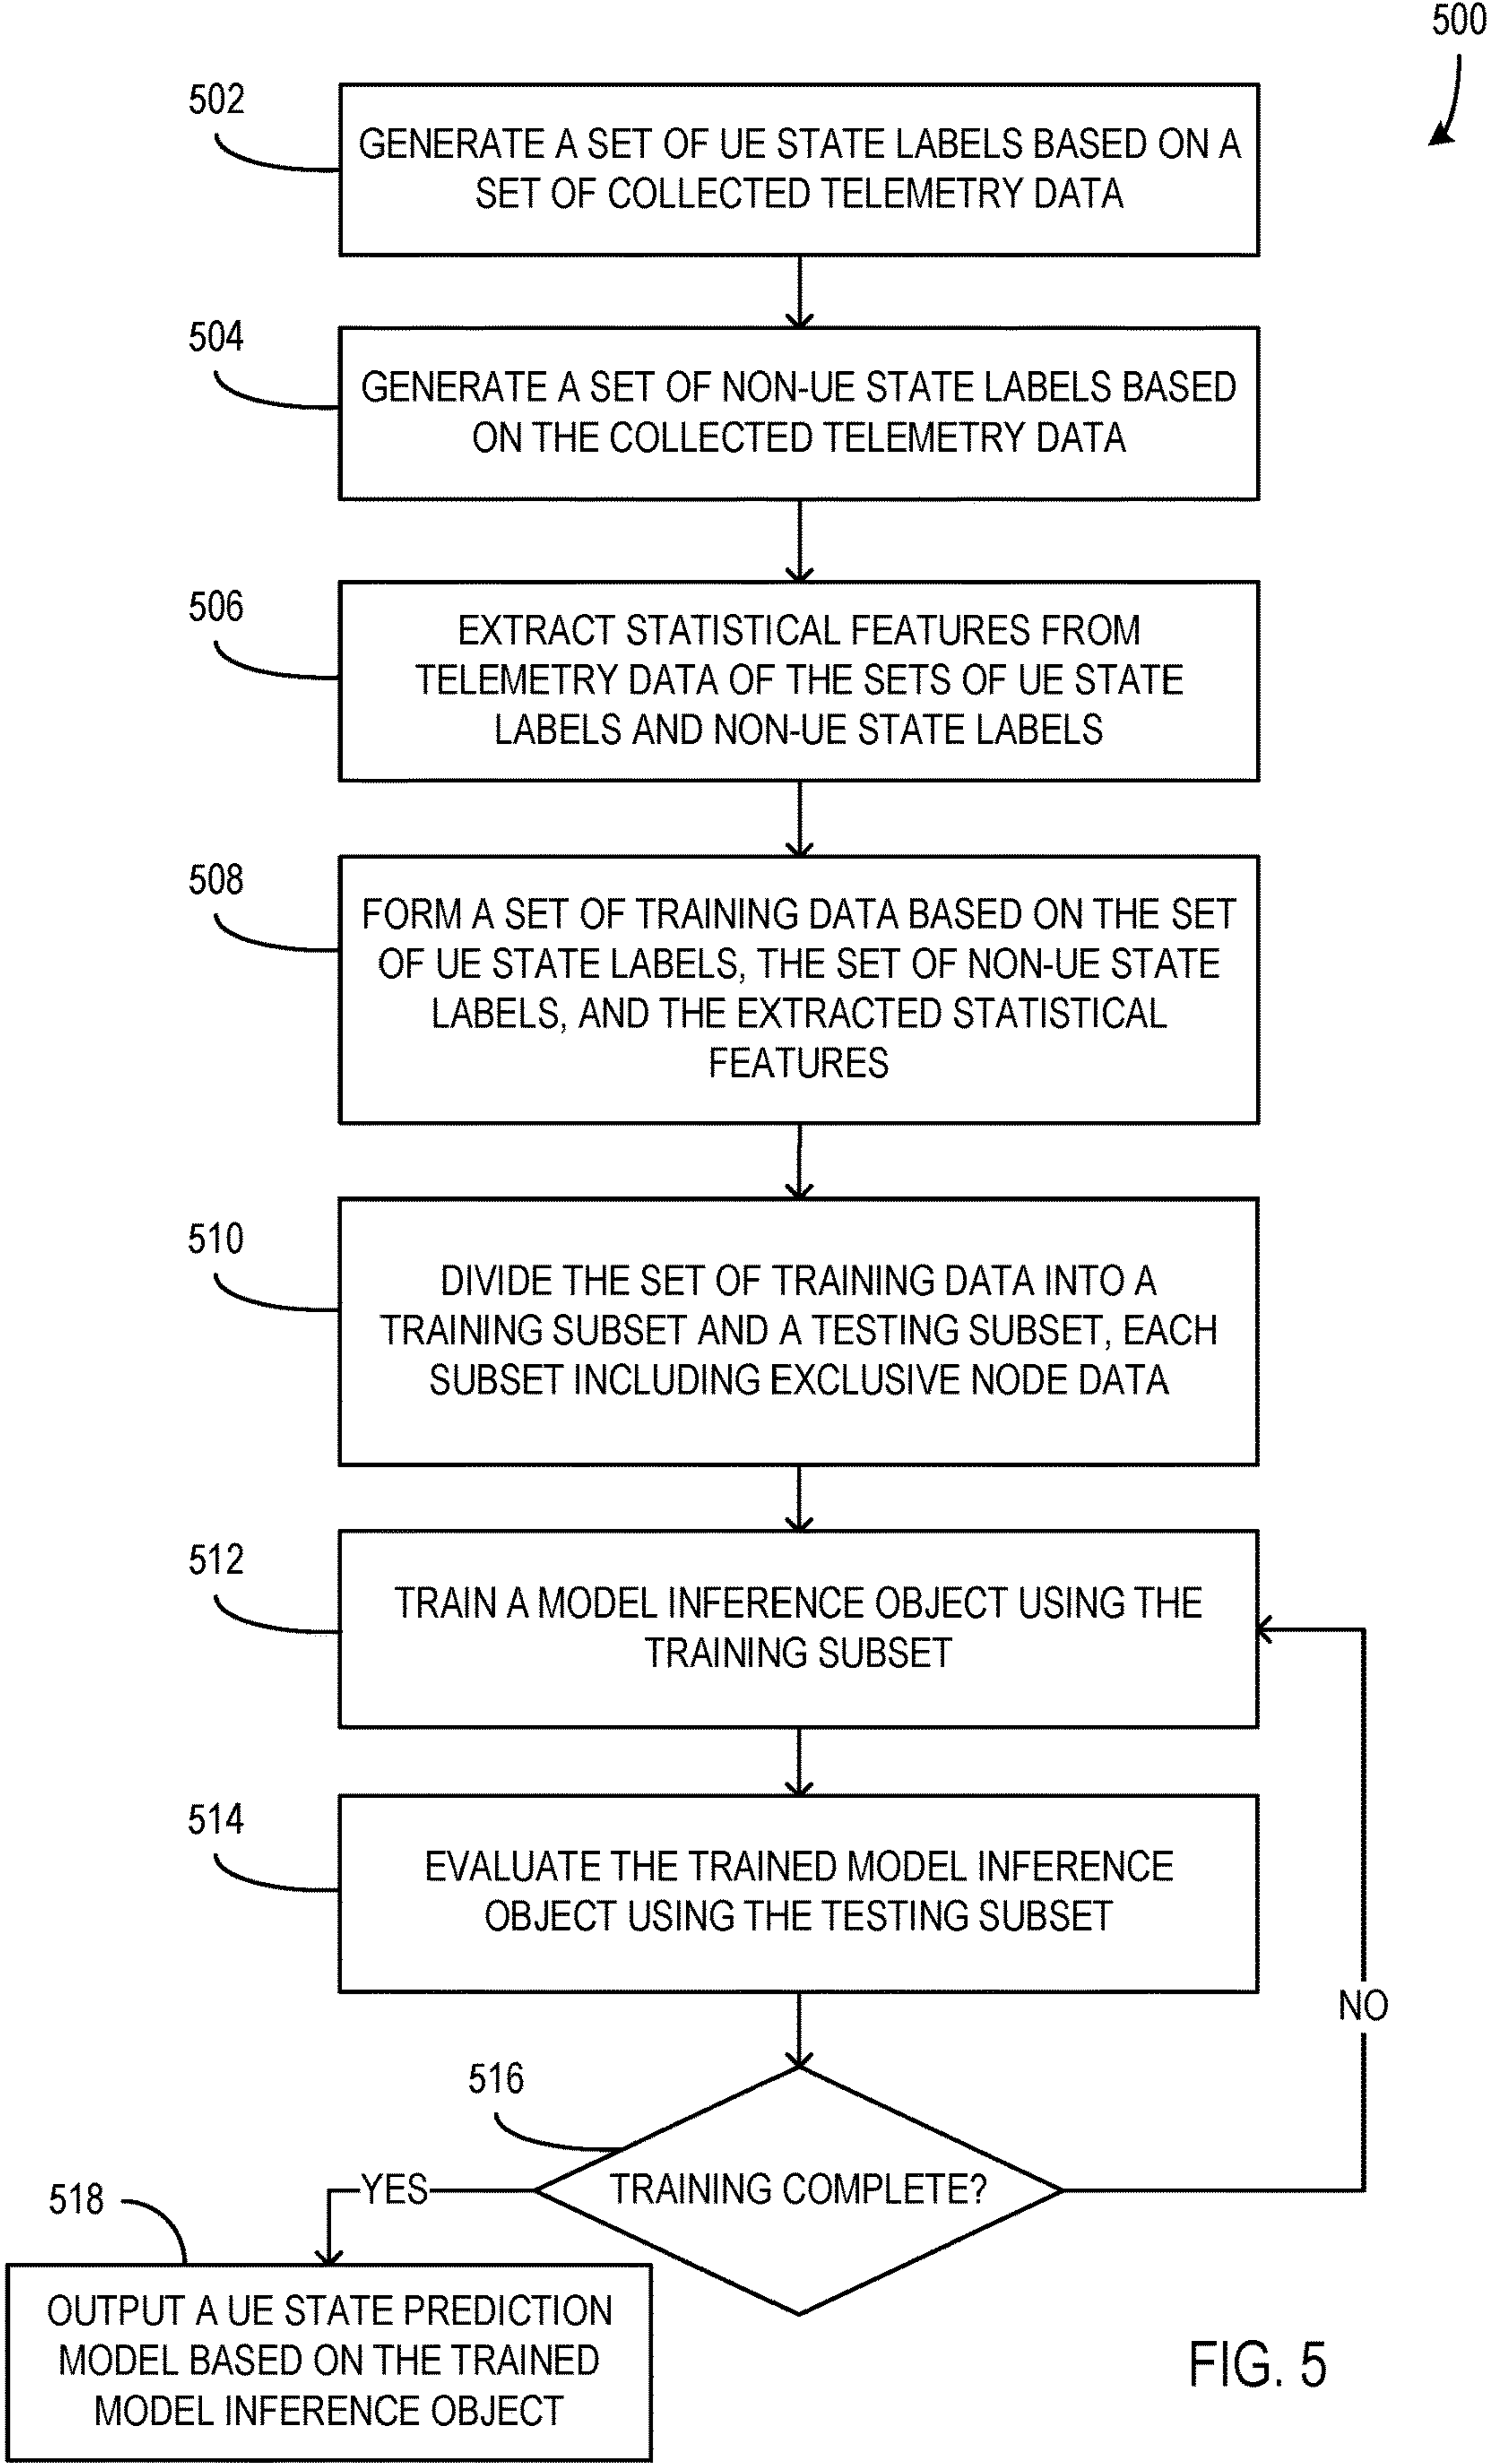 500
502
GENERATE A SET OF UE STATE LABELS BASED ON A
SET OF COLLECTED TELEMETRY DATA
504
GENERATE A SET OF NON-UE STATE LABELS BASED
ON THE COLLECTED TELEMETRY DATA
506
EXTRACT STATISTICAL FEATURES FROM
TELEMETRY DATA OF THE SETS OF UE STATE
LABELS AND NON-UE STATE LABELS
508
FORM A SET OF TRAINING DATA BASED ON THE SET
OF UE STATE LABELS, THE SET OF NON-UE STATE
LABELS, AND THE EXTRACTED STATISTICAL
FEATURES
510
DIVIDE THE SET OF TRAINING DATA INTO A
TRAINING SUBSET AND A TESTING SUBSET, EACH
SUBSET INCLUDING EXCLUSIVE NODE DATA
512
TRAIN A MODEL INFERENCE OBJECT USING THE
TRAINING SUBSET
514
EVALUATE THE TRAINED MODEL INFERENCE
OBJECT USING THE TESTING SUBSET
NO
516
TRAINING COMPLETE?
YES
518
OUTPUT A UE STATE PREDICTION
MODEL BASED ON THE TRAINED
MODEL INFERENCE OBJECT
FIG. 5